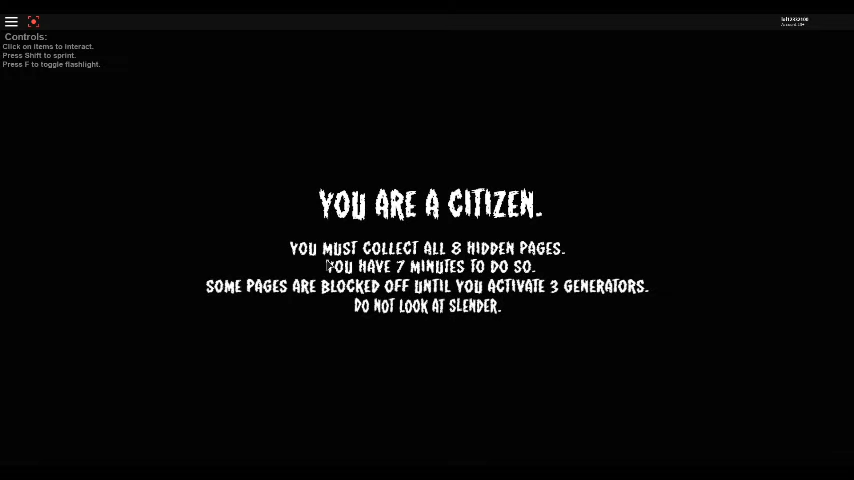 Controls:
Click on items to interact.
Press Shift to sprint.
Press F to toggle flashlight.
YOU ARE A CITIZEN.
YOU MUST COLLECT ALL 8 HIDDEN PAGES.
YOU HAVE 7 MINUTES TO DO SO.
SOME PAGES ARE BLOCKED OFF UNTIL YOU ACTIVATE 3 GENERATORS.
DO NOT LOOK AT SLENDER.